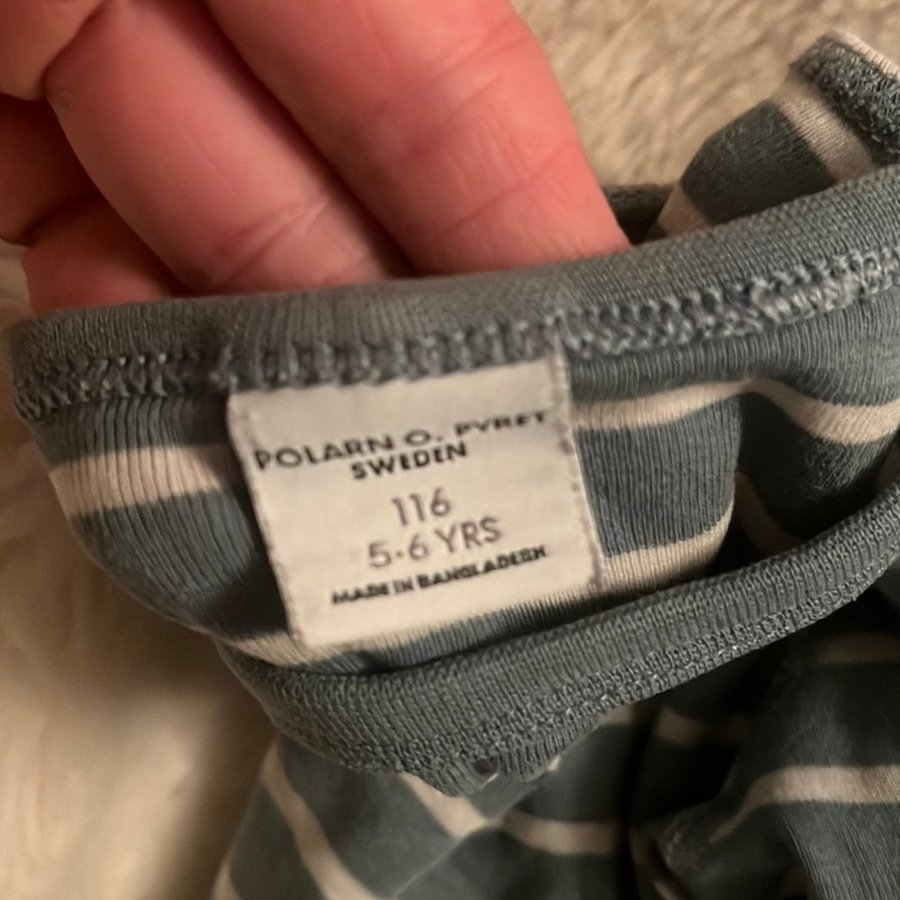 POLARN O. PYRET
SWEDEN
116
5-6 YRS
MADE IN BANGLADESH